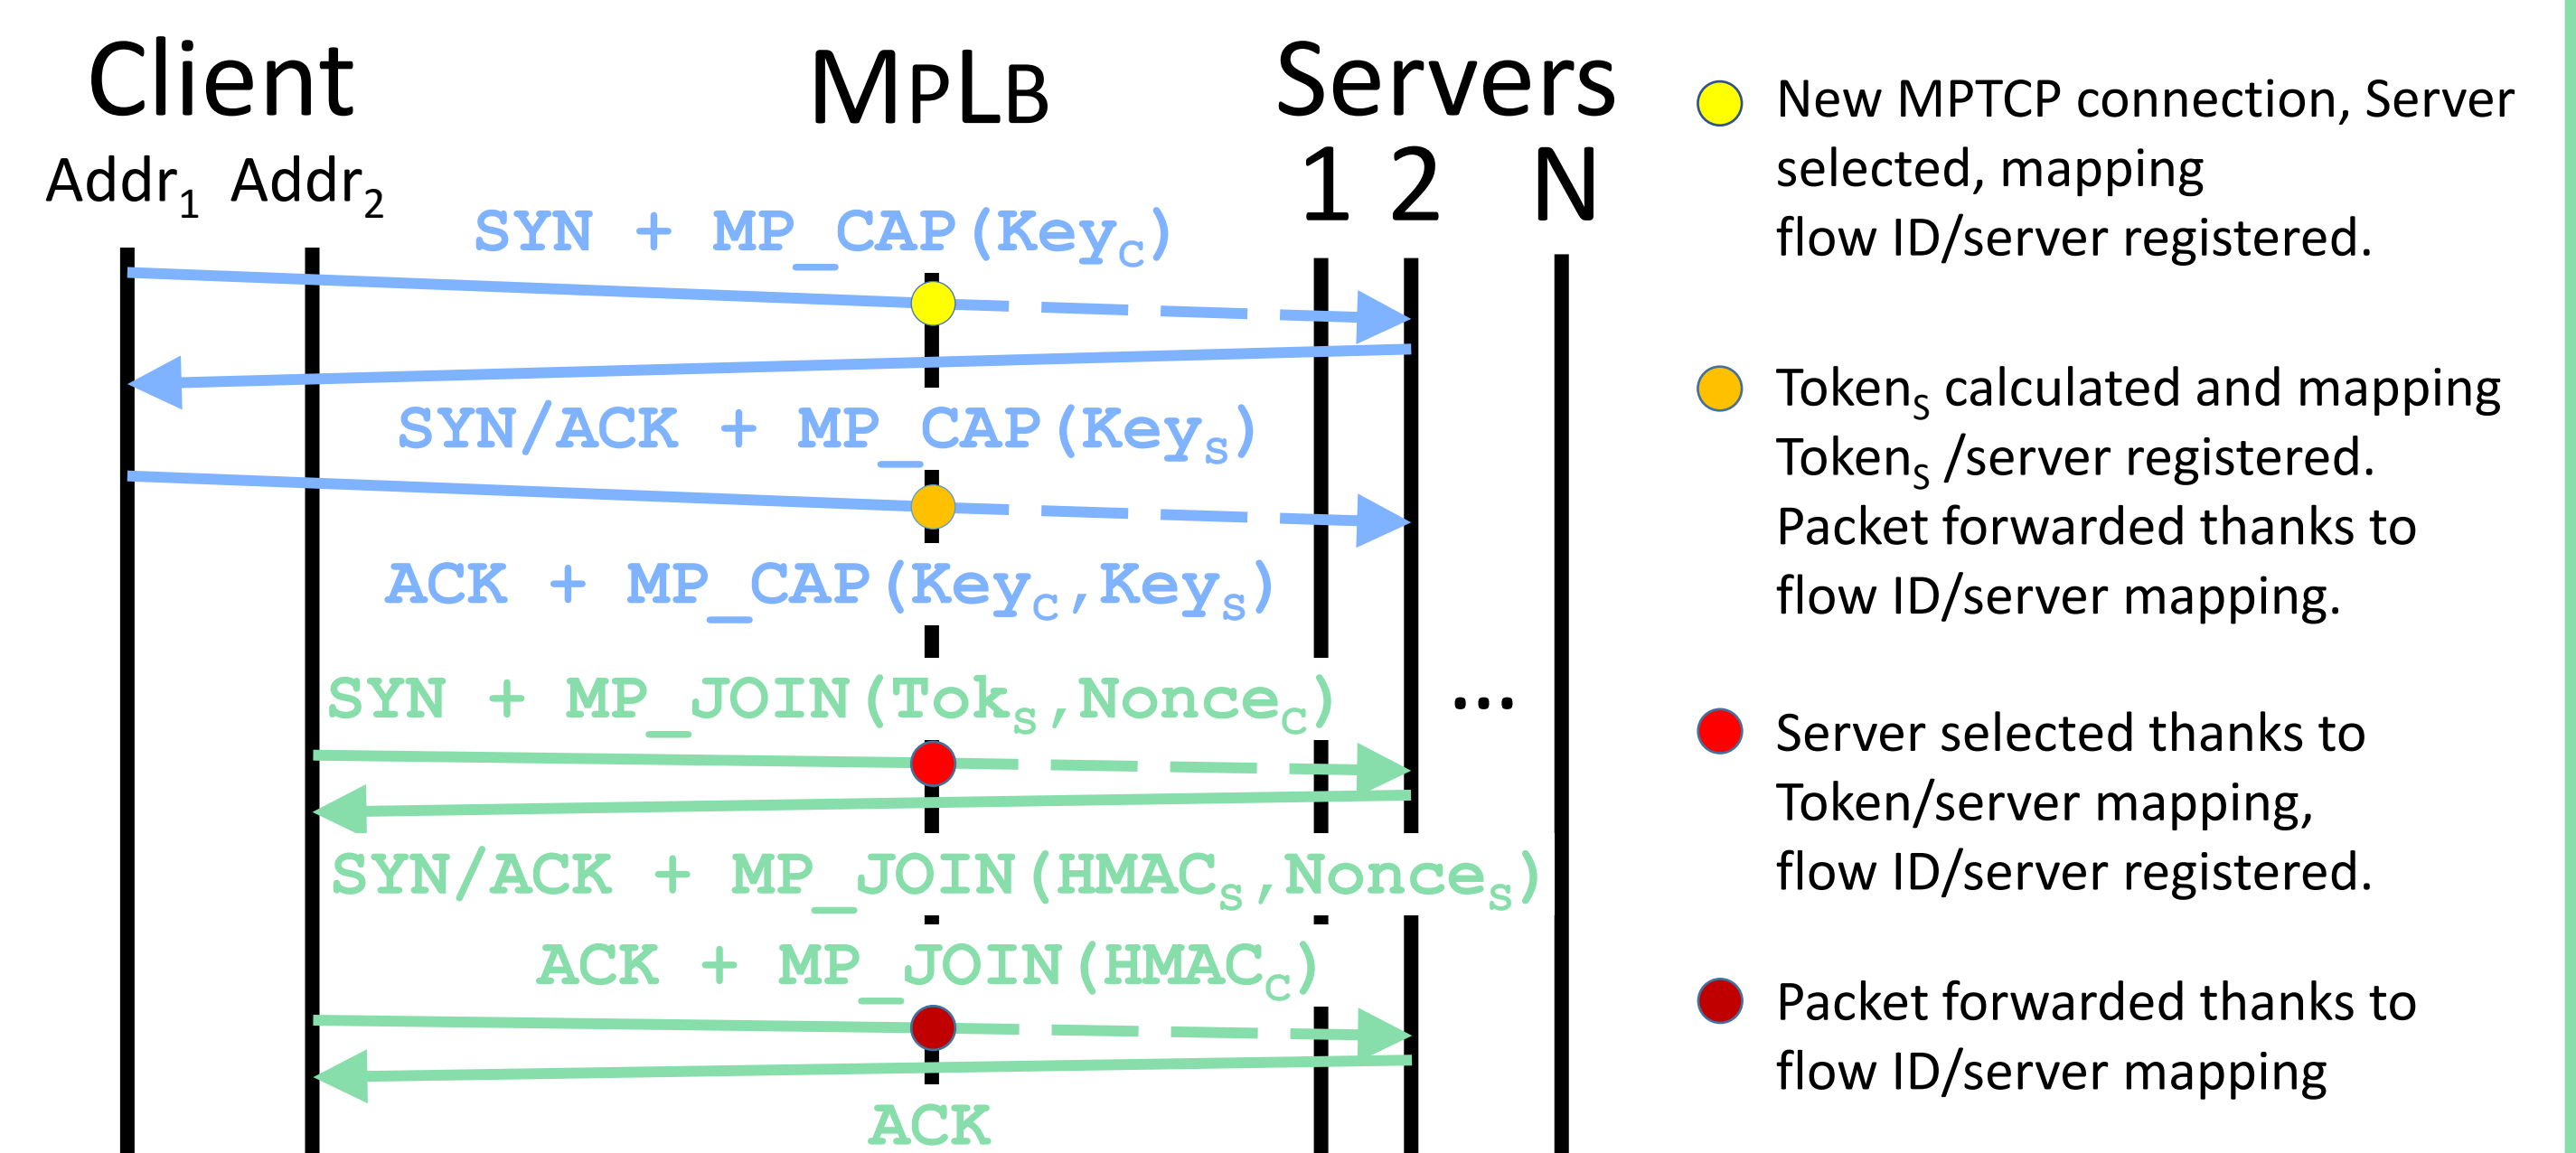 Client MPLB Servers
Addr1 Addr2 1 2 N
SYN + MP_CAP(KeyC)
SYN/ACK + MP_CAP(KeyS)
ACK + MP_CAP(KeyC,KeyS)
SYN + MP_JOIN(TokS,NonceC)
...
SYN/ACK + MP_JOIN(HMACS,NonceS)
ACK + MP_JOIN(HMACC)
ACK
New MPTCP connection, Server
selected, mapping
flow ID/server registered.
TokenS calculated and mapping
TokenS /server registered.
Packet forwarded thanks to
flow ID/server mapping.
Server selected thanks to
Token/server mapping,
flow ID/server registered.
Packet forwarded thanks to
flow ID/server mapping